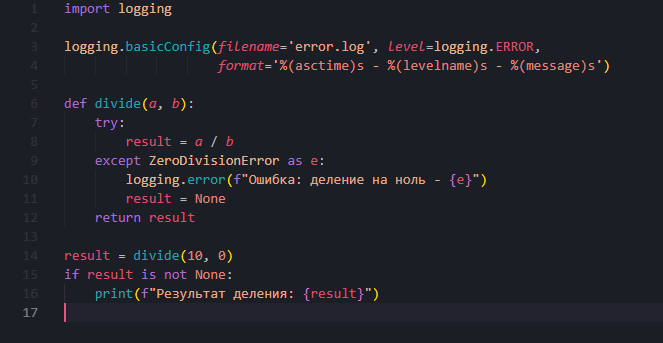 1 import logging
2
3 logging.basicConfig(filename='error.log', level=logging.ERROR,
4                     format='%(asctime)s - %(levelname)s - %(message)s')
5
6 def divide(a, b):
7     try:
8         result = a / b
9     except ZeroDivisionError as e:
10         logging.error(f"Ошибка: деление на ноль - {e}")
11         result = None
12     return result
13
14 result = divide(10, 0)
15 if result is not None:
16     print(f"Результат деления: {result}")
17